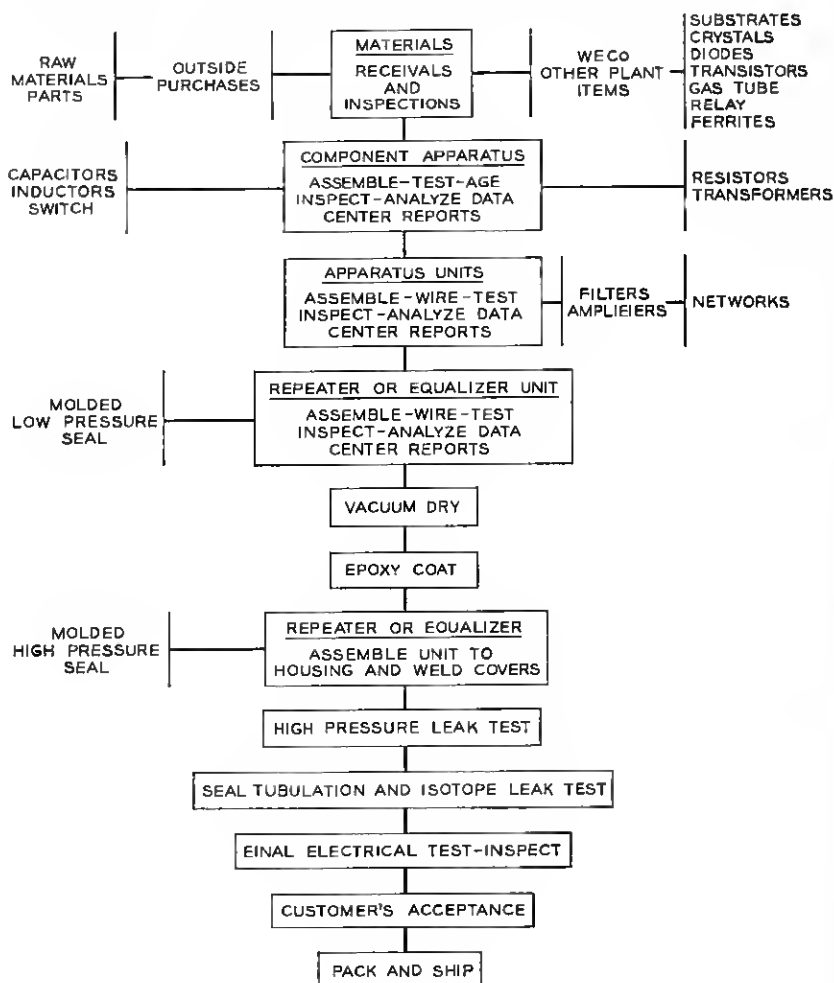 RAW
MATERIALS
PARTS
OUTSIDE
PURCHASES
MATERIALS
RECEIVALS
AND
INSPECTIONS
WECO
OTHER PLANT
ITEMS
SUBSTRATES
CRYSTALS
DIODES
TRANSISTORS
GAS TUBE
RELAY
FERRITES
CAPACITORS
INDUCTORS
SWITCH
COMPONENT APPARATUS
ASSEMBLE-TEST-AGE
INSPECT-ANALYZE DATA
CENTER REPORTS
RESISTORS
TRANSFORMERS
APPARATUS UNITS
ASSEMBLE-WIRE-TEST
INSPECT-ANALYZE DATA
CENTER REPORTS
FILTERS
AMPLIEIERS
NETWORKS
MOLDED
LOW PRESSURE
SEAL
REPEATER OR EQUALIZER UNIT
ASSEMBLE-WIRE-TEST
INSPECT-ANALYZE DATA
CENTER REPORTS
VACUUM DRY
EPOXY COAT
MOLDED
HIGH PRESSURE
SEAL
REPEATER OR EQUALIZER
ASSEMBLE UNIT TO
HOUSING AND WELD COVERS
HIGH PRESSURE LEAK TEST
SEAL TUBULATION AND ISOTOPE LEAK TEST
EINAL ELECTRICAL TEST-INSPECT
CUSTOMER'S ACCEPTANCE
PACK AND SHIP